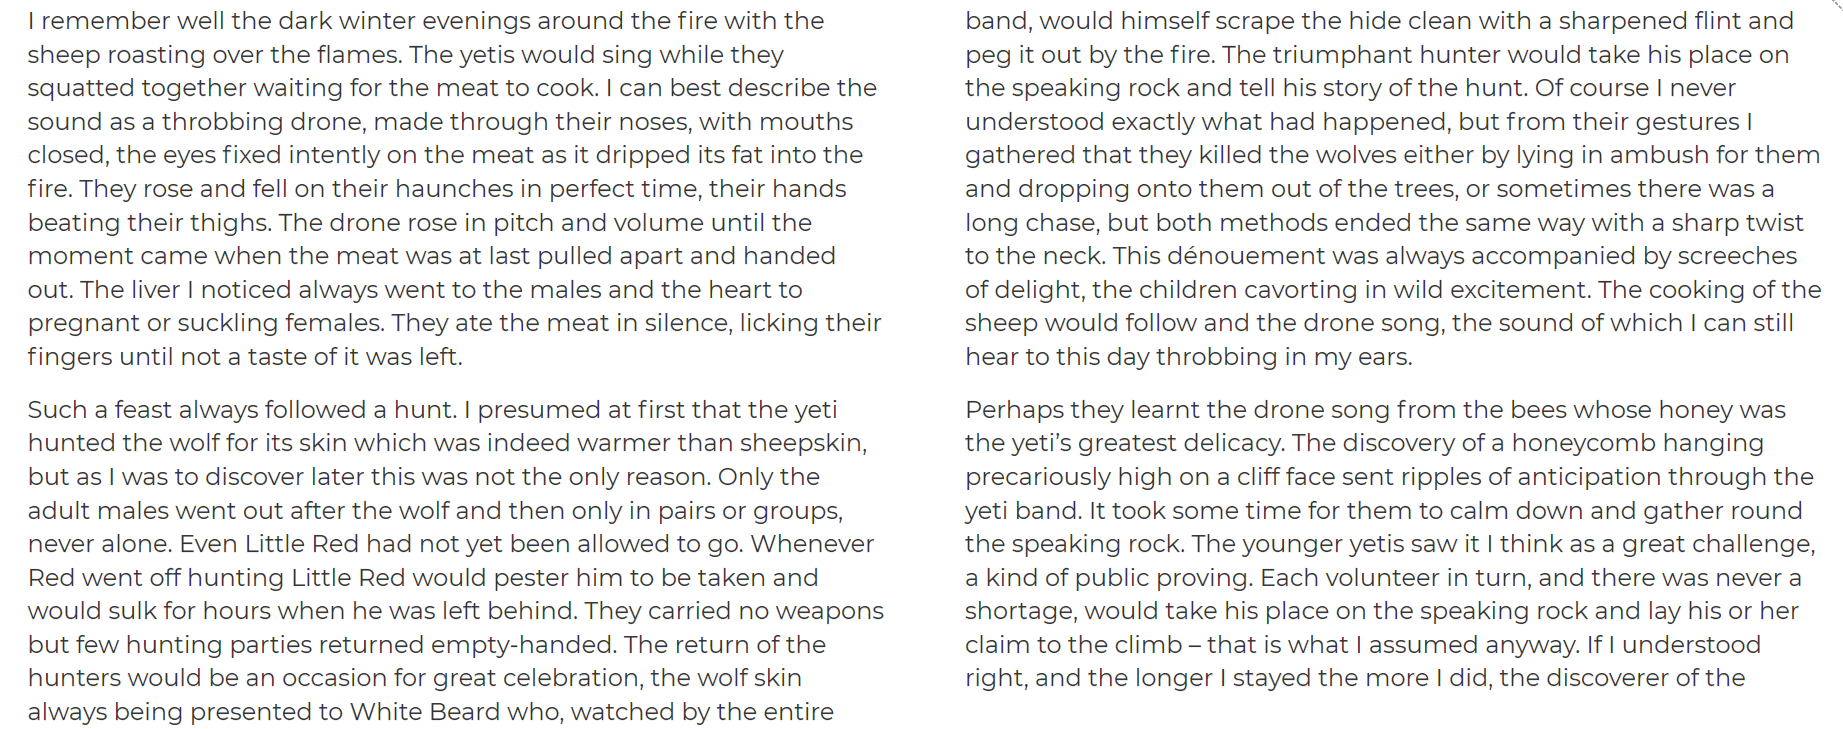 I remember well the dark winter evenings around the fire with the
sheep roasting over the flames. The yetis would sing while they
squatted together waiting for the meat to cook. I can best describe the
sound as a throbbing drone, made through their noses, with mouths
closed, the eyes fixed intently on the meat as it dripped its fat into the
fire. They rose and fell on their haunches in perfect time, their hands
beating their thighs. The drone rose in pitch and volume until the
moment came when the meat was at last pulled apart and handed
out. The liver I noticed always went to the males and the heart to
pregnant or suckling females. They ate the meat in silence, licking their
fingers until not a taste of it was left.
Such a feast always followed a hunt. I presumed at first that the yeti
hunted the wolf for its skin which was indeed warmer than sheepskin,
but as I was to discover later this was not the only reason. Only the
adult males went out after the wolf and then only in pairs or groups,
never alone. Even Little Red had not yet been allowed to go. Whenever
Red went off hunting Little Red would pester him to be taken and
would sulk for hours when he was left behind. They carried no weapons
but few hunting parties returned empty-handed. The return of the
hunters would be an occasion for great celebration, the wolf skin
always being presented to White Beard who, watched by the entire
band, would himself scrape the hide clean with a sharpened flint and
peg it out by the fire. The triumphant hunter would take his place on
the speaking rock and tell his story of the hunt. Of course I never
understood exactly what had happened, but from their gestures I
gathered that they killed the wolves either by lying in ambush for them
and dropping onto them out of the trees, or sometimes there was a
long chase, but both methods ended the same way with a sharp twist
to the neck. This dénouement was always accompanied by screeches
of delight, the children cavorting in wild excitement. The cooking of the
sheep would follow and the drone song, the sound of which I can still
hear to this day throbbing in my ears.
Perhaps they learnt the drone song from the bees whose honey was
the yeti's greatest delicacy. The discovery of a honeycomb hanging
precariously high on a cliff face sent ripples of anticipation through the
yeti band. It took some time for them to calm down and gather round
the speaking rock. The younger yetis saw it I think as a great challenge,
a kind of public proving. Each volunteer in turn, and there was never a
shortage, would take his place on the speaking rock and lay his or her
claim to the climb – that is what I assumed anyway. If I understood
right, and the longer I stayed the more I did, the discoverer of the